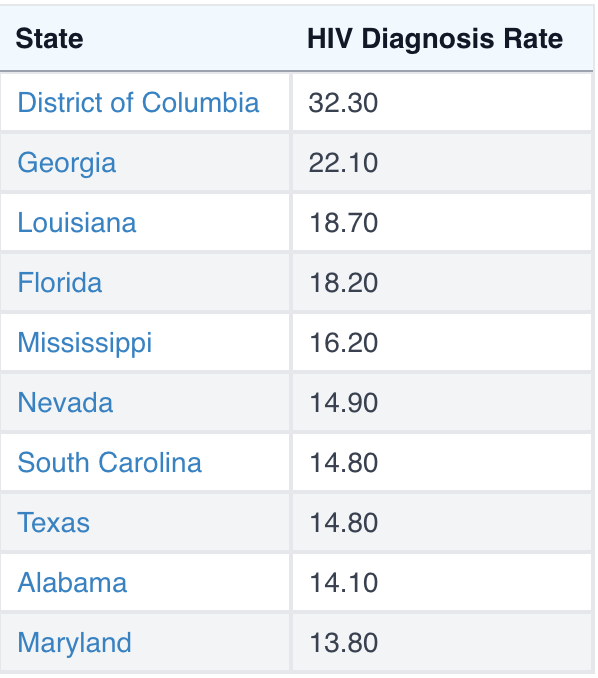 State HIV Diagnosis Rate
District of Columbia 32.30
Georgia 22.10
Louisiana 18.70
Florida 18.20
Mississippi 16.20
Nevada 14.90
South Carolina 14.80
Texas 14.80
Alabama 14.10
Maryland 13.80